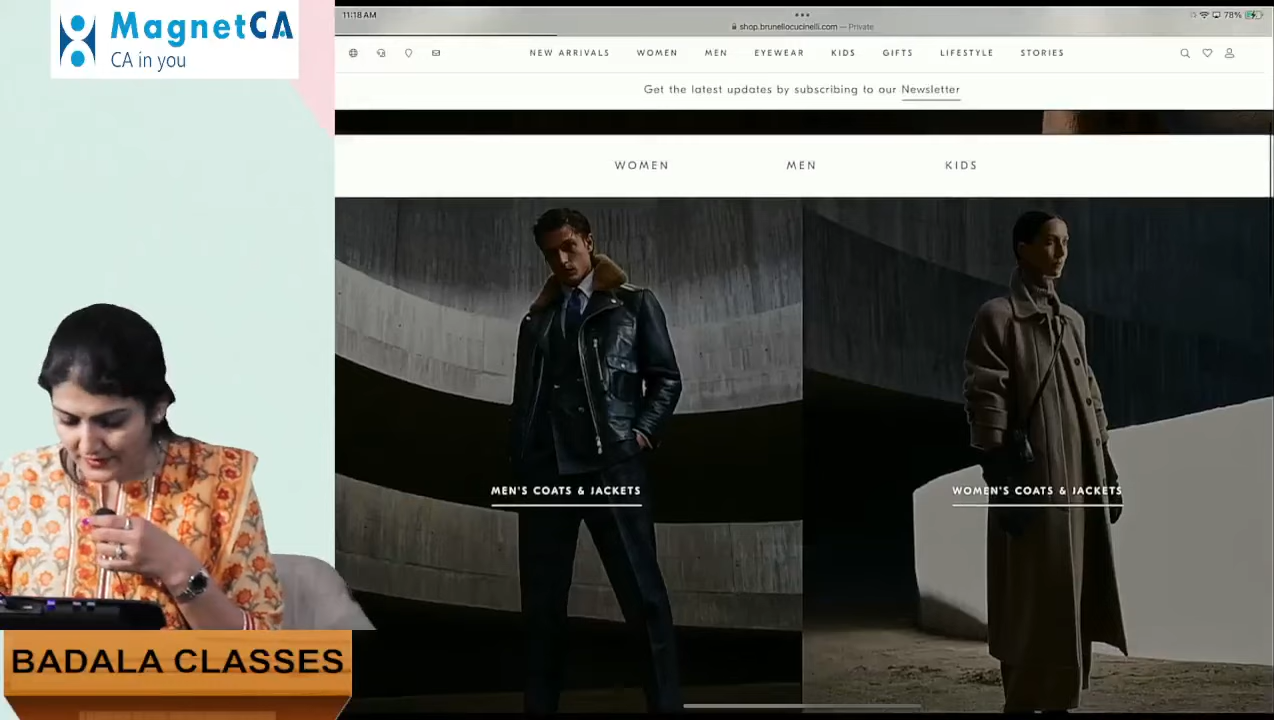 MagnetCA
CA in you
11:18 AM
shop.brunellocucinelli.com — Private
78%
NEW ARRIVALS WOMEN MEN EYEWEAR KIDS GIFTS LIFESTYLE STORIES
Get the latest updates by subscribing to our Newsletter
WOMEN MEN KIDS
MEN'S COATS & JACKETS WOMEN'S COATS & JACKETS
BADALA CLASSES